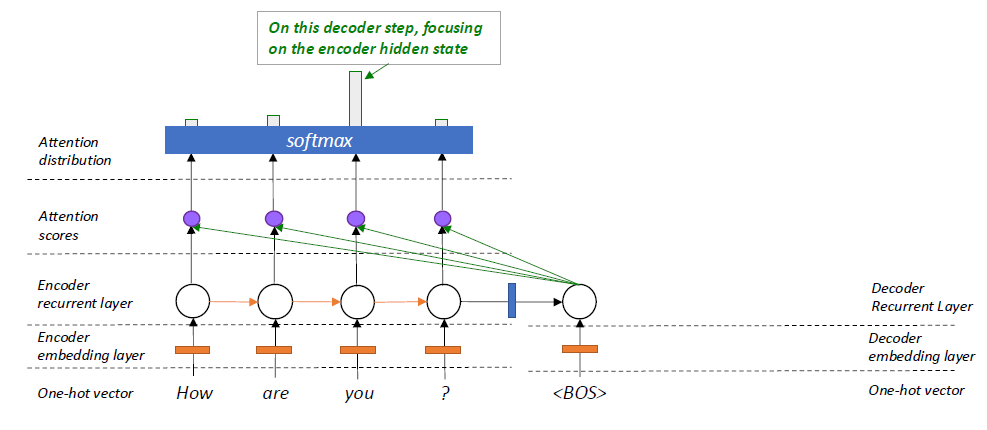 On this decoder step, focusing
on the encoder hidden state
softmax
Attention
distribution
Attention
scores
Encoder
recurrent layer
Decoder
Recurrent Layer
Encoder
embedding layer
Decoder
embedding layer
One-hot vector
How
are
you
?
<BOS>
One-hot vector